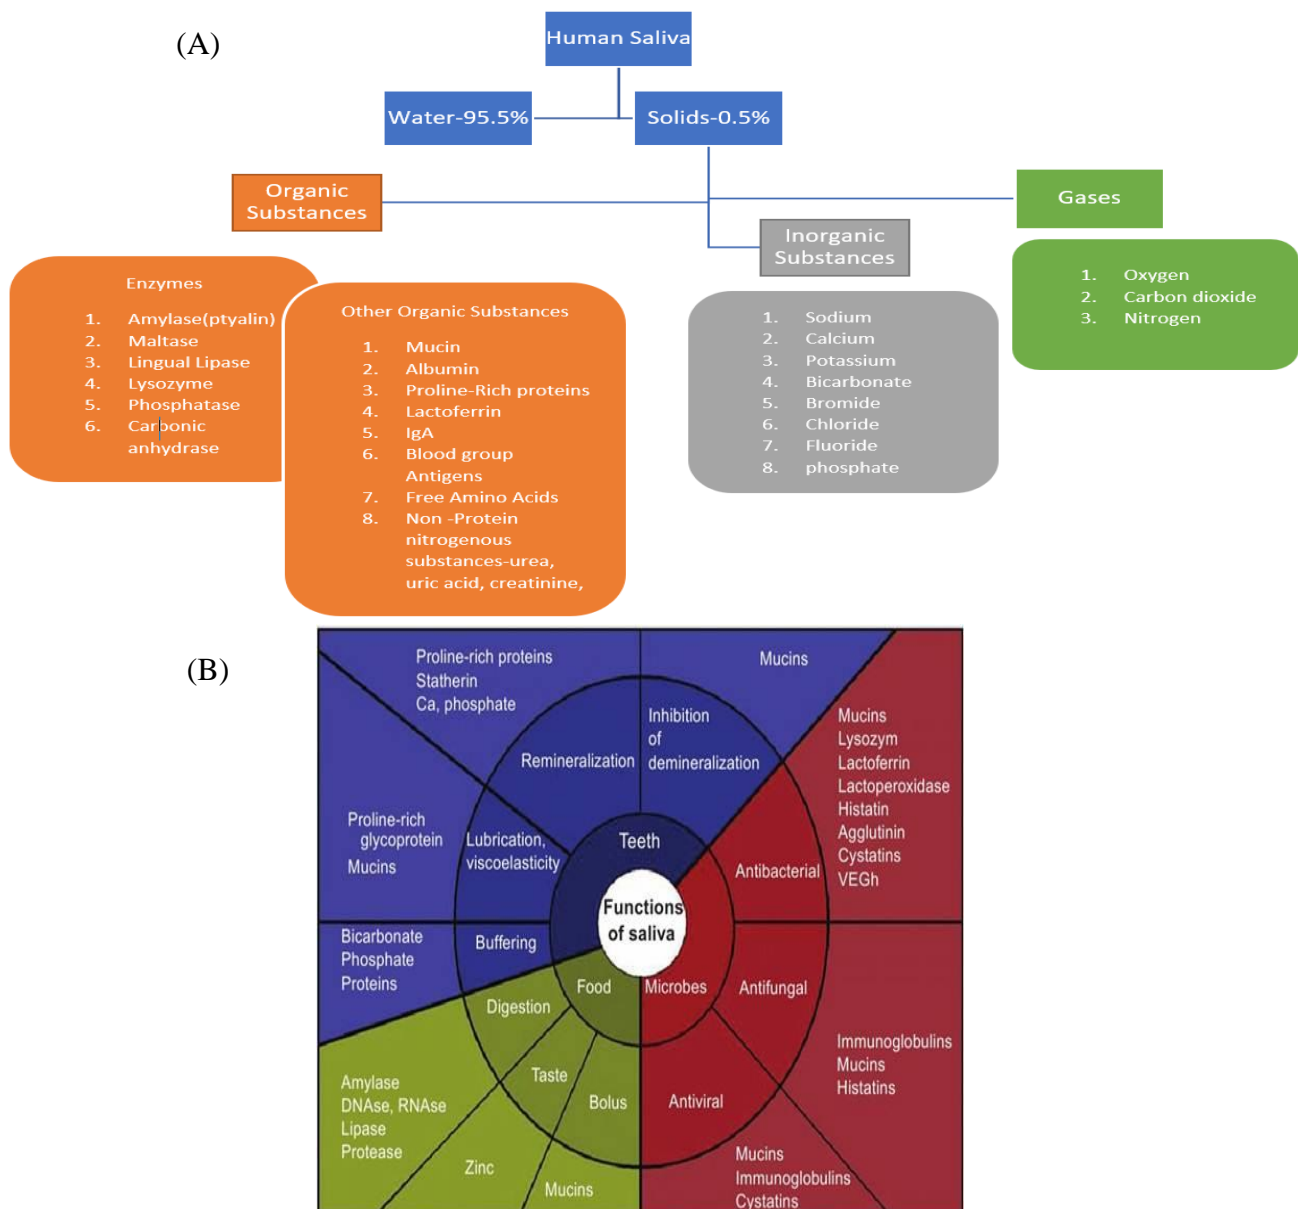 (A)
Human Saliva
Water-95.5%
Solids-0.5%
Organic
Substances
Gases
Inorganic
Substances
Enzymes
1. Amylase(ptyalin)
2. Maltase
3. Lingual Lipase
4. Lysozyme
5. Phosphatase
6. Carbonic
anhydrase
Other Organic Substances
1. Mucin
2. Albumin
3. Proline-Rich proteins
4. Lactoferrin
5. IgA
6. Blood group
Antigens
7. Free Amino Acids
8. Non -Protein
nitrogenous
substances-urea,
uric acid, creatinine,
1. Sodium
2. Calcium
3. Potassium
4. Bicarbonate
5. Bromide
6. Chloride
7. Fluoride
8. phosphate
1. Oxygen
2. Carbon dioxide
3. Nitrogen
(B)
Proline-rich proteins
Statherin
Ca, phosphate
Mucins
Remineralization
Inhibition
of
demineralization
Mucins
Lysozym
Lactoferrin
Lactoperoxidase
Histatin
Agglutinin
Cystatins
VEGh
Proline-rich
glycoprotein
Mucins
Lubrication,
viscoelasticity
Teeth
Antibacterial
Functions
of saliva
Bicarbonate
Phosphate
Proteins
Buffering
Food
Microbes
Antifungal
Digestion
Immunoglobulins
Mucins
Histatins
Taste
Bolus
Antiviral
Amylase
DNAse, RNAse
Lipase
Protease
Zinc
Mucins
Mucins
Immunoglobulins
Cystatins